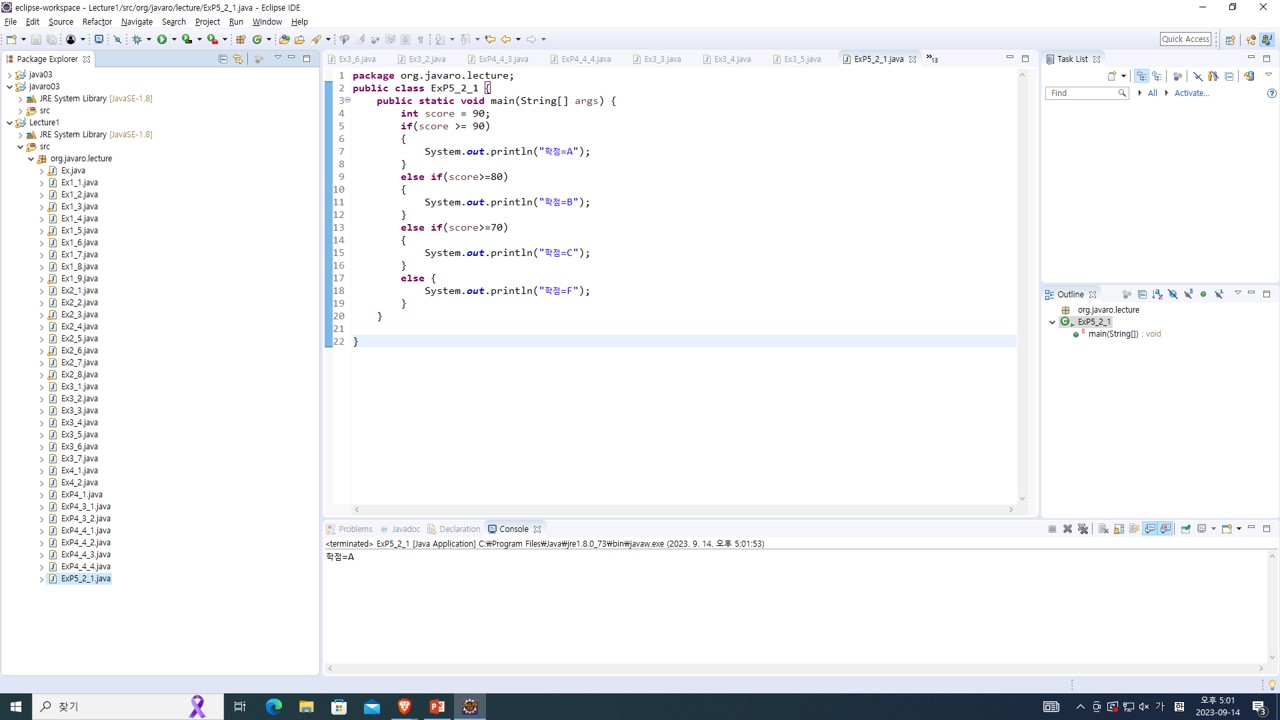 eclipse-workspace - Lecture1/src/org/javaro/lecture/ExP5_2_1.java - Eclipse IDE
File Edit Source Refactor Navigate Search Project Run Window Help
Quick Access
Package Explorer
java03
javaro03
JRE System Library [JavaSE-1.8]
src
Lecture1
JRE System Library [JavaSE-1.8]
src
org.javaro.lecture
Ex.java
Ex1_1.java
Ex1_2.java
Ex1_3.java
Ex1_4.java
Ex1_5.java
Ex1_6.java
Ex1_7.java
Ex1_8.java
Ex1_9.java
Ex2_1.java
Ex2_2.java
Ex2_3.java
Ex2_4.java
Ex2_5.java
Ex2_6.java
Ex2_7.java
Ex2_8.java
Ex3_1.java
Ex3_2.java
Ex3_3.java
Ex3_4.java
Ex3_5.java
Ex3_6.java
Ex3_7.java
Ex4_1.java
Ex4_2.java
ExP4_1.java
ExP4_3_1.java
ExP4_3_2.java
ExP4_4_1.java
ExP4_4_2.java
ExP4_4_3.java
ExP4_4_4.java
ExP5_2_1.java
Ex3_6.java Ex3_2.java ExP4_4_3.java ExP4_4_4.java Ex3_3.java Ex3_4.java Ex3_5.java ExP5_2_1.java »13
1 package org.javaro.lecture;
2 public class ExP5_2_1 {
3 public static void main(String[] args) {
4 int score = 90;
5 if(score >= 90)
6 {
7 System.out.println("학점=A");
8 }
9 else if(score>=80)
10 {
11 System.out.println("학점=B");
12 }
13 else if(score>=70)
14 {
15 System.out.println("학점=C");
16 }
17 else {
18 System.out.println("학점=F");
19 }
20 }
21
22 }
Task List
Find All Activate...
Outline
org.javaro.lecture
ExP5_2_1
main(String[]) : void
Problems Javadoc Declaration Console
<terminated> ExP5_2_1 [Java Application] C:₩Program Files₩Java₩jre1.8.0_73₩bin₩javaw.exe (2023. 9. 14. 오후 5:01:53)
학점=A
찾기
가
오후 5:01
2023-09-14
3